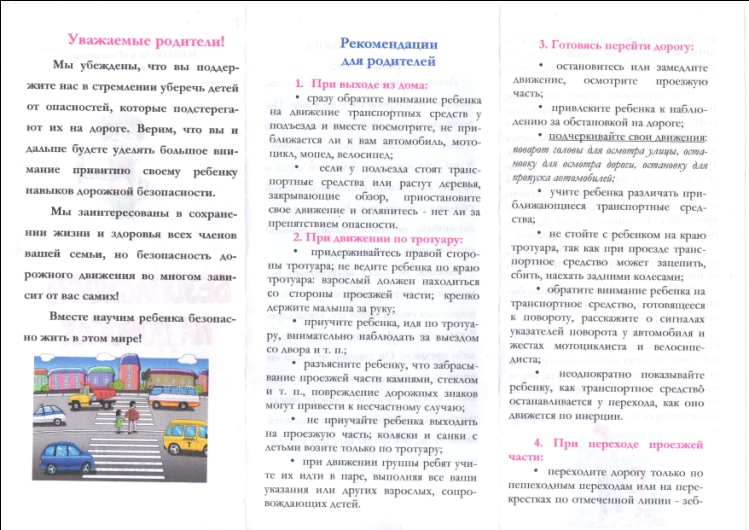 Уважаемые родители!
Мы убеждены, что вы поддер-
жите нас в стремлении уберечь детей
от опасностей, которые подстерега-
ют их на дороге. Верим, что вы и
дальше будете уделять большое вни-
мание привитию своему ребенку
навыков дорожной безопасности.
Мы заинтересованы в сохране-
нии жизни и здоровья всех членов
вашей семьи, но безопасность до-
рожного движения во многом зави-
сит от вас самих!
Вместе научим ребенка безопас-
но жить в этом мире!
Рекомендации
для родителей
1. При выходе из дома:
• сразу обратите внимание ребенка
на движение транспортных средств у
подъезда и вместе посмотрите, не при-
ближается ли к вам автомобиль, мото-
цикл, мопед, велосипед;
• если у подъезда стоят транс-
портные средства или растут деревья,
закрывающие обзор, приостановите
свое движение и оглянитесь - нет ли за
препятствием опасности.
2. При движении по тротуару:
• придерживайтесь правой сторо-
ны тротуара; не ведите ребенка по краю
тротуара: взрослый должен находиться
со стороны проезжей части; крепко
держите малыша за руку;
• приучите ребенка, идя по тротуа-
ру, внимательно наблюдать за выездом
со двора и т. п.;
• разъясните ребенку, что забрасы-
вание проезжей части камнями, стеклом
и т. п., повреждение дорожных знаков
могут привести к несчастному случаю;
• не приучайте ребенка выходить
на проезжую часть; коляски и санки с
детьми возите только по тротуару;
• при движении группы ребят учи-
те их идти в паре, выполняя все ваши
указания или других взрослых, сопро-
вождающих детей.
3. Готовясь перейти дорогу:
• остановитесь или замедлите
движение, осмотрите проезжую
часть;
• привлеките ребенка к наблю-
дению за обстановкой на дороге;
• подчеркивайте свои движения:
поворот головы для осмотра улицы, оста-
новку для осмотра дороги, остановку для
пропуска автомобилей;
• учите ребенка различать при-
ближающиеся транспортные сред-
ства;
• не стойте с ребенком на краю
тротуара, так как при проезде транс-
портное средство может зацепить,
сбить, наехать задними колесами;
• обратите внимание ребенка на
транспортное средство, готовящееся
к повороту, расскажите о сигналах
указателей поворота у автомобиля и
жестах мотоциклиста и велосипе-
диста;
• неоднократно показывайте
ребенку, как транспортное средство
останавливается у перехода, как оно
движется по инерции.
4. При переходе проезжей
части:
• переходите дорогу только по
пешеходным переходам или на пере-
крестках по отмеченной линии - зеб-